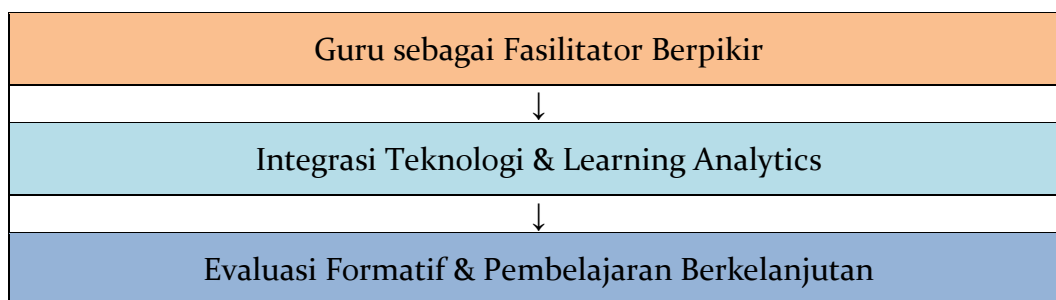 Guru sebagai Fasilitator Berpikir
↓
Integrasi Teknologi & Learning Analytics
↓
Evaluasi Formatif & Pembelajaran Berkelanjutan